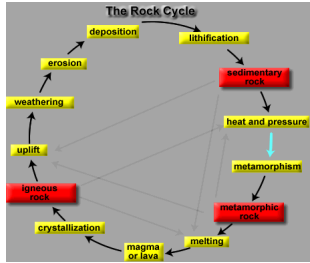 The Rock Cycle
deposition
lithification
erosion
sedimentary
rock
weathering
heat and pressure
uplift
metamorphism
igneous
rock
metamorphic
rock
crystallization
melting
magma
or lava